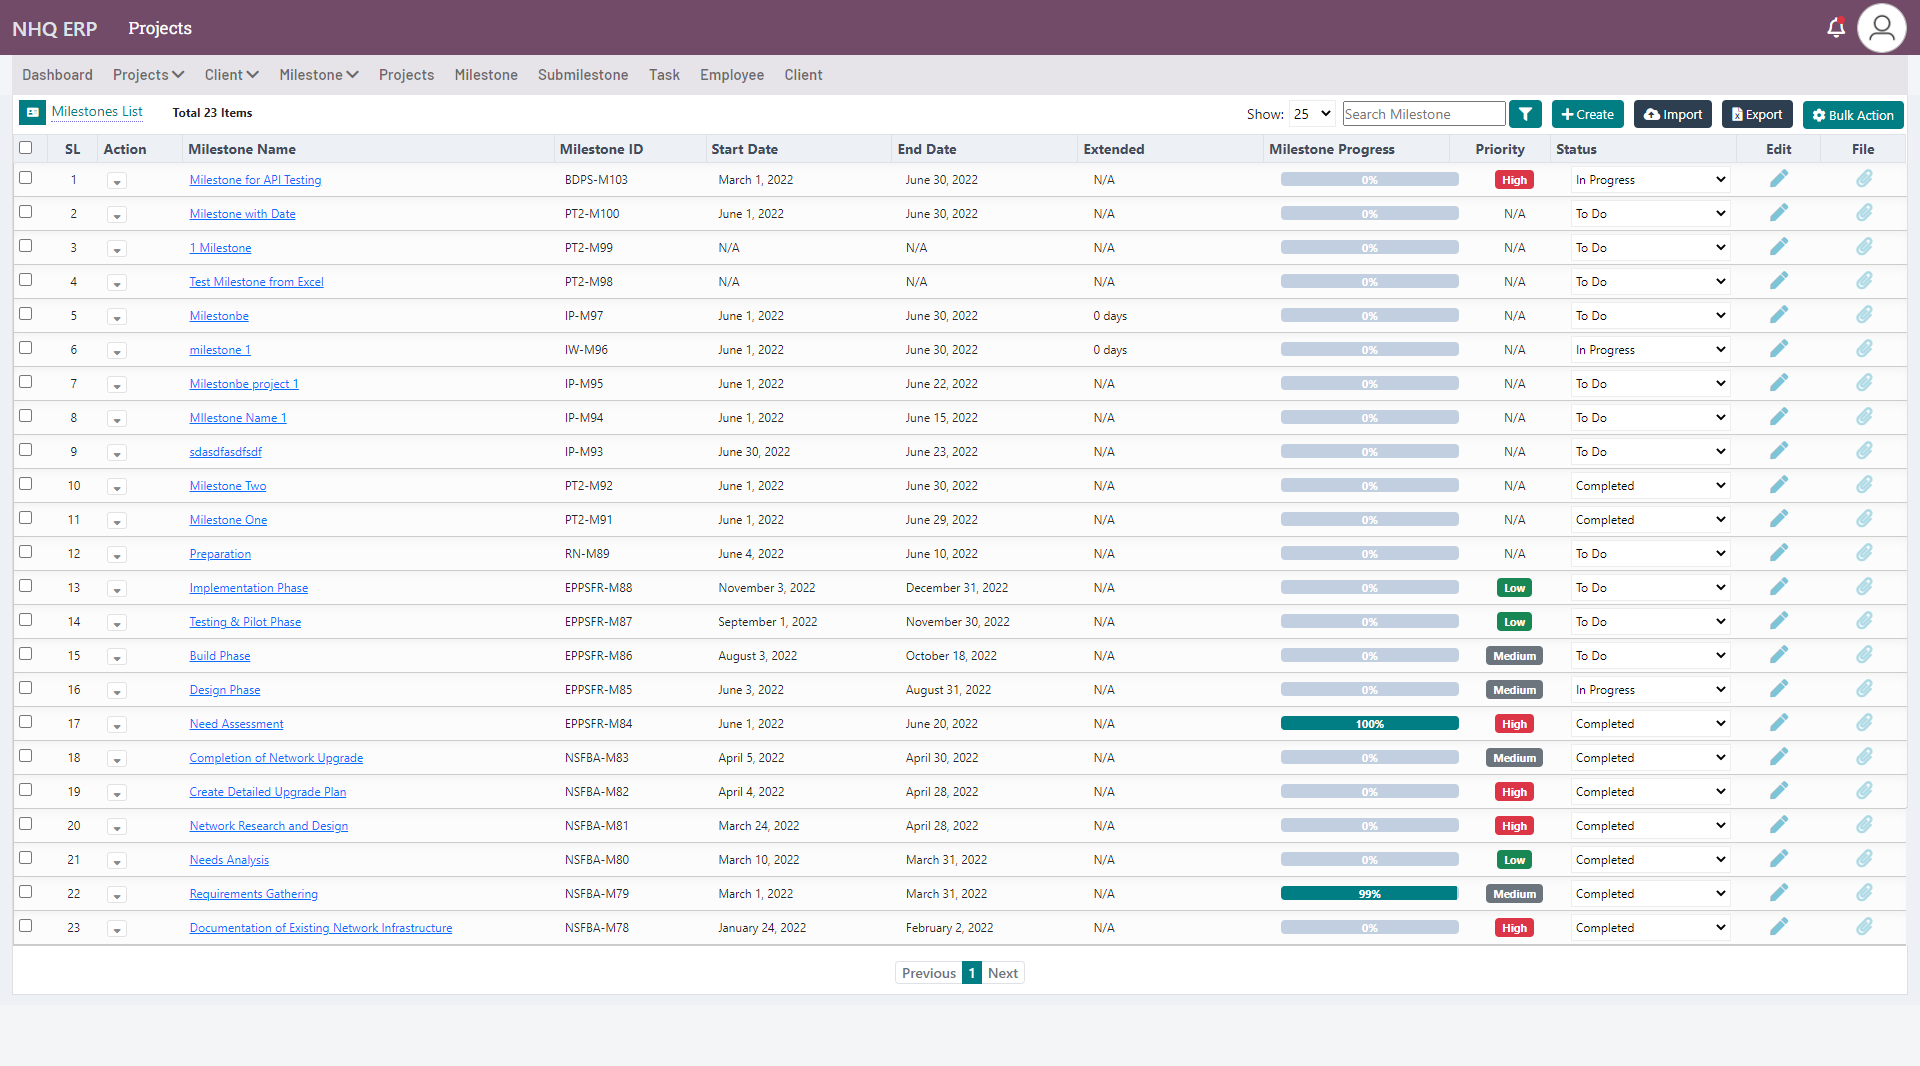 NHQ ERP Projects
Dashboard Projects Client Milestone Projects Milestone Submilestone Task Employee Client
Milestones List Total 23 Items Show: 25 Search Milestone Create Import Export Bulk Action
SL Action Milestone Name Milestone ID Start Date End Date Extended Milestone Progress Priority Status Edit File
1 Milestone for API Testing BDPS-M103 March 1, 2022 June 30, 2022 N/A 0% High In Progress
2 Milestone with Date PT2-M100 June 1, 2022 June 30, 2022 N/A 0% N/A To Do
3 1 Milestone PT2-M99 N/A N/A N/A 0% N/A To Do
4 Test Milestone from Excel PT2-M98 N/A N/A N/A 0% N/A To Do
5 Milestonbe IP-M97 June 1, 2022 June 30, 2022 0 days 0% N/A To Do
6 milestone 1 IW-M96 June 1, 2022 June 30, 2022 0 days 0% N/A In Progress
7 Milestonbe project 1 IP-M95 June 1, 2022 June 22, 2022 N/A 0% N/A To Do
8 MIlestone Name 1 IP-M94 June 1, 2022 June 15, 2022 N/A 0% N/A To Do
9 sdasdfasdfsdf IP-M93 June 30, 2022 June 23, 2022 N/A 0% N/A To Do
10 Milestone Two PT2-M92 June 1, 2022 June 30, 2022 N/A 0% N/A Completed
11 Milestone One PT2-M91 June 1, 2022 June 29, 2022 N/A 0% N/A Completed
12 Preparation RN-M89 June 4, 2022 June 10, 2022 N/A 0% N/A To Do
13 Implementation Phase EPPSFR-M88 November 3, 2022 December 31, 2022 N/A 0% Low To Do
14 Testing & Pilot Phase EPPSFR-M87 September 1, 2022 November 30, 2022 N/A 0% Low To Do
15 Build Phase EPPSFR-M86 August 3, 2022 October 18, 2022 N/A 0% Medium To Do
16 Design Phase EPPSFR-M85 June 3, 2022 August 31, 2022 N/A 0% Medium In Progress
17 Need Assessment EPPSFR-M84 June 1, 2022 June 20, 2022 N/A 100% High Completed
18 Completion of Network Upgrade NSFBA-M83 April 5, 2022 April 30, 2022 N/A 0% Medium Completed
19 Create Detailed Upgrade Plan NSFBA-M82 April 4, 2022 April 28, 2022 N/A 0% High Completed
20 Network Research and Design NSFBA-M81 March 24, 2022 April 28, 2022 N/A 0% High Completed
21 Needs Analysis NSFBA-M80 March 10, 2022 March 31, 2022 N/A 0% Low Completed
22 Requirements Gathering NSFBA-M79 March 1, 2022 March 31, 2022 N/A 99% Medium Completed
23 Documentation of Existing Network Infrastructure NSFBA-M78 January 24, 2022 February 2, 2022 N/A 0% High Completed
Previous 1 Next